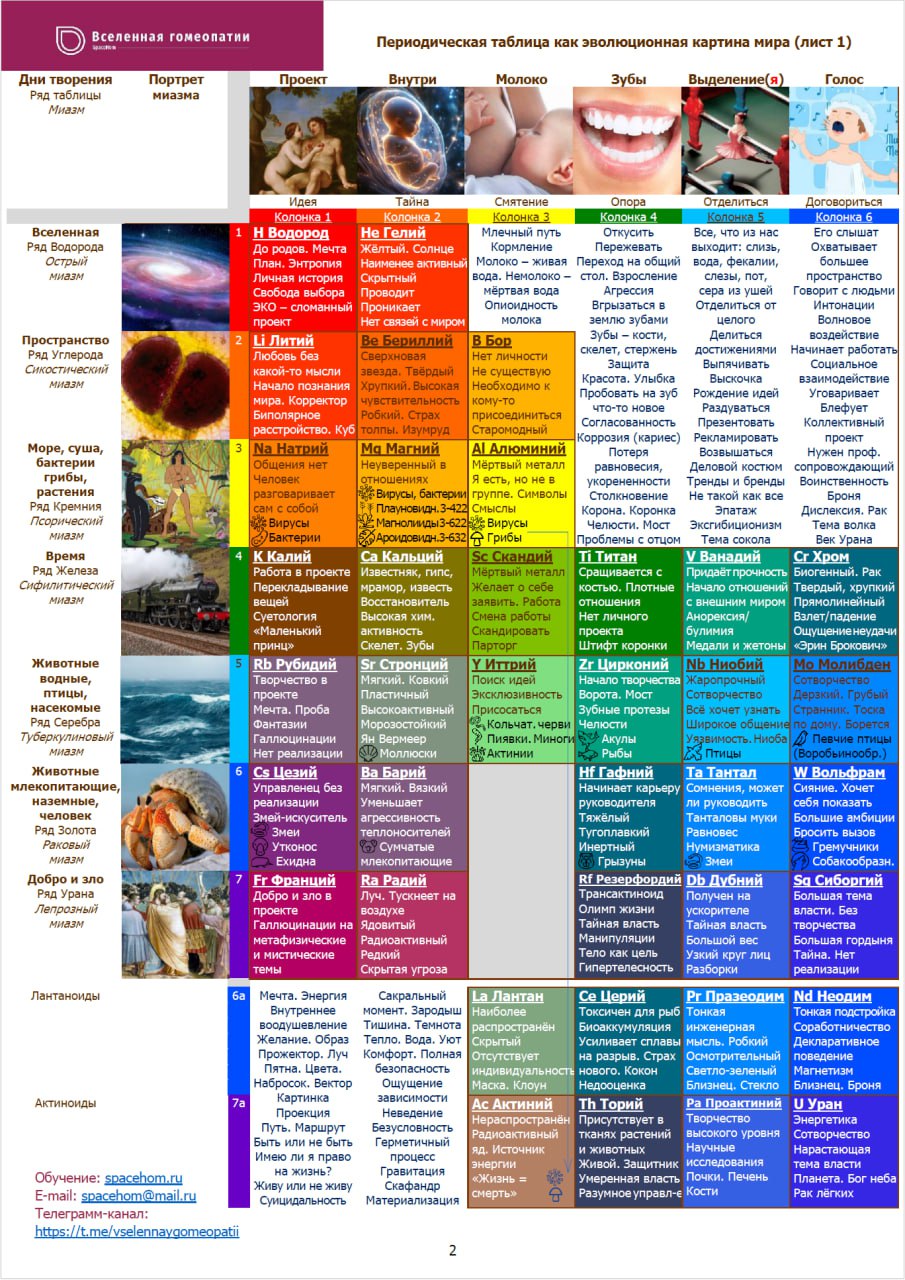 Вселенная гомеопатии
SpaceHom
Периодическая таблица как эволюционная картина мира (лист 1)
Дни творения
Ряд таблицы
Миазм
Портрет
миазма
Проект
Внутри
Молоко
Зубы
Выделение(я)
Голос
Идея
Тайна
Смятение
Опора
Отделиться
Договориться
Колонка 1
Колонка 2
Колонка 3
Колонка 4
Колонка 5
Колонка 6
Вселенная
Ряд Водорода
Острый
миазм
1
H Водород
До родов. Мечта
План. Энтропия
Личная история
Свобода выбора
ЭКО – сломанный
проект
He Гелий
Жёлтый. Солнце
Наименее активный
Скрытный
Проводит
Проникает
Нет связей с миром
Млечный путь
Кормление
Молоко – живая
вода. Немолоко –
мёртвая вода
Опиоидность
молока
Откусить
Пережевать
Переход на общий
стол. Взросление
Агрессия
Вгрызаться в
землю зубами
Зубы – кости,
скелет, стержень
Защита
Красота. Улыбка
Пробовать на зуб
что-то новое
Согласованность
Коррозия (кариес)
Потеря
равновесия,
укорененности
Столкновение
Корона. Коронка
Челюсти. Мост
Проблемы с отцом
Все, что из нас
выходит: слизь,
вода, фекалии,
слезы, пот,
сера из ушей
Отделиться от
целого
Делиться
достижениями
Выпячивать
Выскочка
Рождение идей
Раздуваться
Презентовать
Рекламировать
Возвышаться
Деловой костюм
Тренды и бренды
Не такой как все
Эпатаж
Эксгибиционизм
Тема сокола
Его слышат
Охватывает
большее
пространство
Говорит с людьми
Интонации
Волновое
воздействие
Начинает работать
Социальное
взаимодействие
Уговаривает
Блефует
Коллективный
проект
Нужен проф.
сопровождающий
Воинственность
Броня
Дислексия. Рак
Тема волка
Век Урана
Пространство
Ряд Углерода
Сикотический
миазм
2
Li Литий
Любовь без
какой-то мысли
Начало познания
мира. Корректор
Биполярное
расстройство. Куб
Be Бериллий
Сверхновая
звезда. Твёрдый
Хрупкий. Высокая
чувствительность
Робкий. Страх
толпы. Изумруд
B Бор
Нет личности
Не существую
Необходимо к
кому-то
присоединиться
Старомодный
Море, суша,
бактерии
грибы,
растения
Ряд Кремния
Псорический
миазм
3
Na Натрий
Общения нет
Человек
разговаривает
сам с собой
Вирусы
Бактерии
Mg Магний
Неуверенный в
отношениях
Вирусы, бактерии
Плауновидн.3-422
Магнолииды3-622
Ароидовидн.3-632
Al Алюминий
Мёртвый металл
Я есть, но не в
группе. Символы
Смыслы
Вирусы
Грибы
Время
Ряд Железа
Сифилитический
миазм
4
K Калий
Работа в проекте
Перекладывание
вещей
Суетология
«Маленький
принц»
Ca Кальций
Известняк, гипс,
мрамор, известь
Восстановитель
Высокая хим.
активность
Скелет. Зубы
Sc Скандий
Мёртвый металл
Желает о себе
заявить. Работа
Смена работы
Скандировать
Парторг
Ti Титан
Сращивается с
костью. Плотные
отношения
Нет личного
проекта
Штифт коронки
V Ванадий
Придаёт прочность
Начало отношений
с внешним миром
Анорексия/
булимия
Медали и жетоны
Cr Хром
Биогенный. Рак
Твердый, хрупкий
Прямолинейный
Взлет/падение
Ощущение неудачи
«Эрин Брокович»
Животные
водные,
птицы,
насекомые
Ряд Серебра
Туберкулиновый
миазм
5
Rb Рубидий
Творчество в
проекте
Мечта. Проба
Фантазии
Галлюцинации
Нет реализации
Sr Стронций
Мягкий. Ковкий
Пластичный
Высокоактивный
Морозостойкий
Ян Вермеер
Моллюски
Y Иттрий
Поиск идей
Эксклюзивность
Присосаться
Кольчат. черви
Пиявки. Миноги
Актинии
Zr Цирконий
Начало творчества
Ворота. Мост
Зубные протезы
Челюсти
Акулы
Рыбы
Nb Ниобий
Жаропрочный
Сотворчество
Всё хочет узнать
Широкое общение
Уязвимость. Ниоба
Птицы
Mo Молибден
Сотворчество
Дерзкий. Грубый
Странник. Тоска
по дому. Борется
Певчие птицы
(Воробьинообр.)
Животные
млекопитающие,
наземные,
человек
Ряд Золота
Раковый
миазм
6
Cs Цезий
Управленец без
реализации
Змей-искуситель
Змеи
Утконос
Ехидна
Ba Барий
Мягкий. Вязкий
Уменьшает
агрессивность
теплоносителей
Сумчатые
млекопитающие
Hf Гафний
Начинает карьеру
руководителя
Тяжёлый
Тугоплавкий
Инертный
Грызуны
Ta Тантал
Сомнения, может
ли руководить
Танталовы муки
Равновес
Нумизматика
Змеи
W Вольфрам
Сияние. Хочет
себя показать
Большие амбиции
Бросить вызов
Гремучники
Собакообразн.
Добро и зло
Ряд Урана
Лепрозный
миазм
7
Fr Франций
Добро и зло в
проекте
Галлюцинации на
метафизические
и мистические
темы
Ra Радий
Луч. Тускнеет на
воздухе
Ядовитый
Радиоактивный
Редкий
Скрытая угроза
Rf Резерфордий
Трансактиноид
Олимп жизни
Тайная власть
Манипуляции
Тело как цель
Гипертелесность
Db Дубний
Получен на
ускорителе
Тайная власть
Большой вес
Узкий круг лиц
Разборки
Sg Сиборгий
Большая тема
власти. Без
творчества
Большая гордыня
Тайна. Нет
реализации
Лантаноиды
6а
Мечта. Энергия
Внутреннее
воодушевление
Желание. Образ
Прожектор. Луч
Пятна. Цвета.
Набросок. Вектор
Картинка
Проекция
Путь. Маршрут
Быть или не быть
Имею ли я право
на жизнь?
Живу или не живу
Суицидальность
Сакральный
момент. Зародыш
Тишина. Темнота
Тепло. Вода. Уют
Комфорт. Полная
безопасность
Ощущение
зависимости
Неведение
Безусловность
Герметичный
процесс
Гравитация
Скафандр
Материализация
La Лантан
Наиболее
распространён
Скрытый
Отсутствует
индивидуальность
Маска. Клоун
Ce Церий
Токсичен для рыб
Биоаккумуляция
Усиливает сплавы
на разрыв. Страх
нового. Кокон
Недооценка
Pr Празеодим
Тонкая
инженерная
мысль. Робкий
Осмотрительный
Светло-зеленый
Близнец. Стекло
Nd Неодим
Тонкая подстройка
Соработничество
Декларативное
поведение
Магнетизм
Близнец. Броня
Актиноиды
7а
Ac Актиний
Нераспространён
Радиоактивный
яд. Источник
энергии
«Жизнь =
смерть»
Th Торий
Присутствует в
тканях растений
и животных
Живой. Защитник
Умеренная власть
Разумное управл-е
Pa Проактиний
Творчество
высокого уровня
Научные
исследования
Почки. Печень
Кости
U Уран
Энергетика
Сотворчество
Нарастающая
тема власти
Планета. Бог неба
Рак лёгких
Обучение: spacehom.ru
E-mail: spacehom@mail.ru
Телеграмм-канал:
https://t.me/vselennaygomeopatii
2